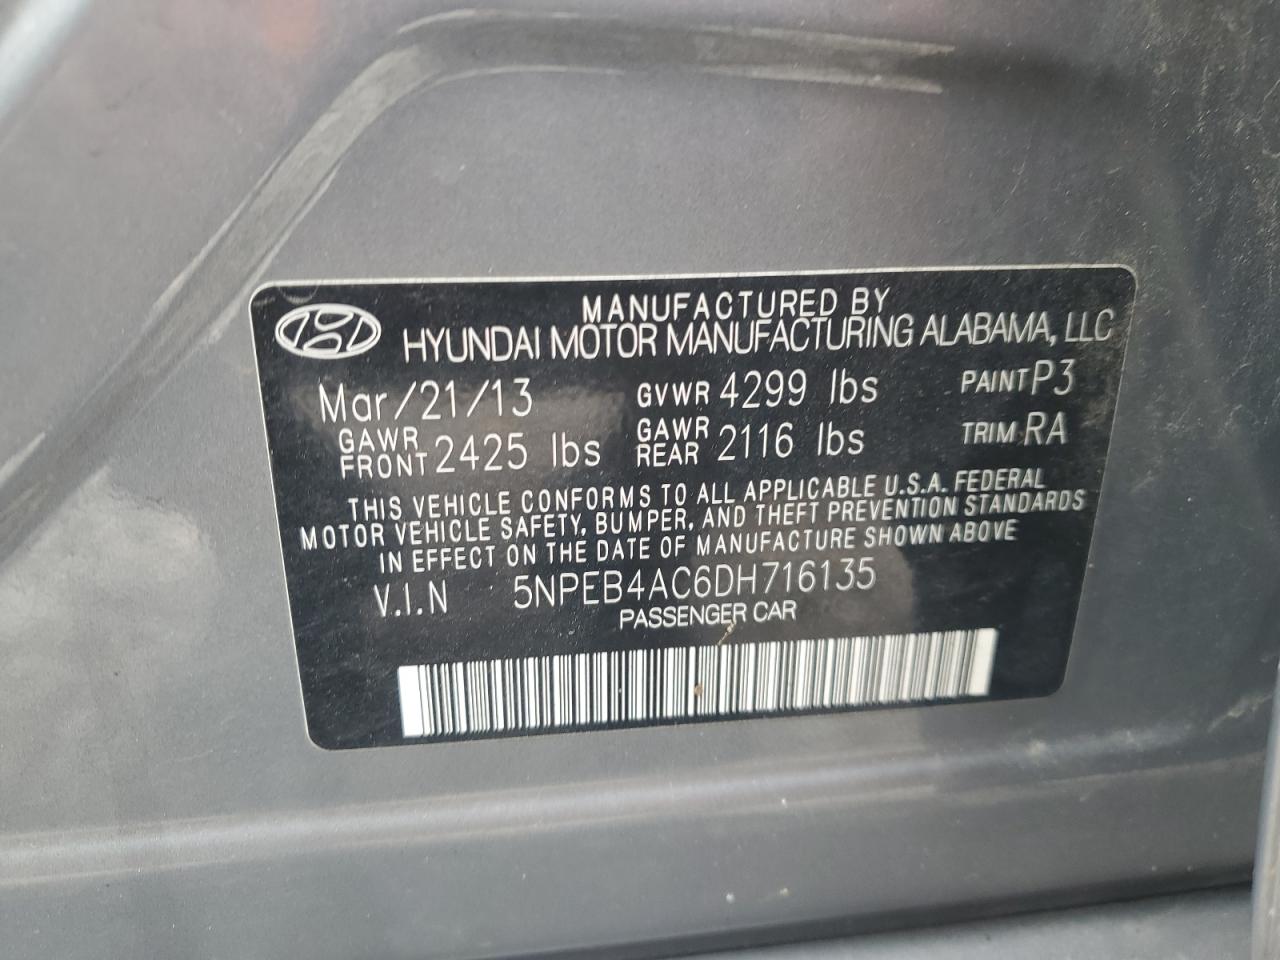 MANUFACTURED BY
HYUNDAI MOTOR MANUFACTURING ALABAMA, LLC
Mar/21/13 GVWR 4299 lbs PAINT P3
GAWR FRONT 2425 lbs GAWR REAR 2116 lbs TRIM RA
THIS VEHICLE CONFORMS TO ALL APPLICABLE U.S.A. FEDERAL
MOTOR VEHICLE SAFETY, BUMPER, AND THEFT PREVENTION STANDARDS
IN EFFECT ON THE DATE OF MANUFACTURE SHOWN ABOVE
V.I.N 5NPEB4AC6DH716135
PASSENGER CAR